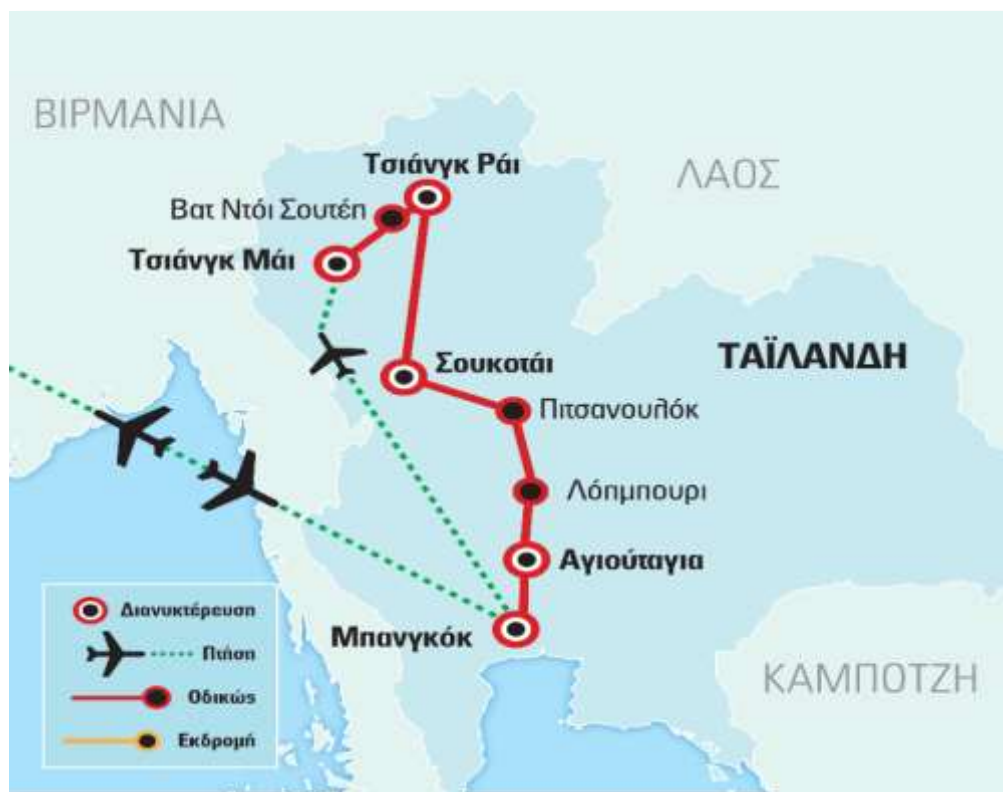 ΒΙΡΜΑΝΙΑ
Τσιάνγκ Ράι
ΛΑΟΣ
Βατ Ντόι Σουτέπ
Τσιάνγκ Μάι
ΤΑΪΛΑΝΔΗ
Σουκοτάι
Πιτσανουλόκ
Λόπμπουρι
Αγιούταγια
Μπανγκόκ
ΚΑΜΠΟΤΖΗ
Διανυκτέρευση
Πτήση
Οδικώς
Εκδρομή